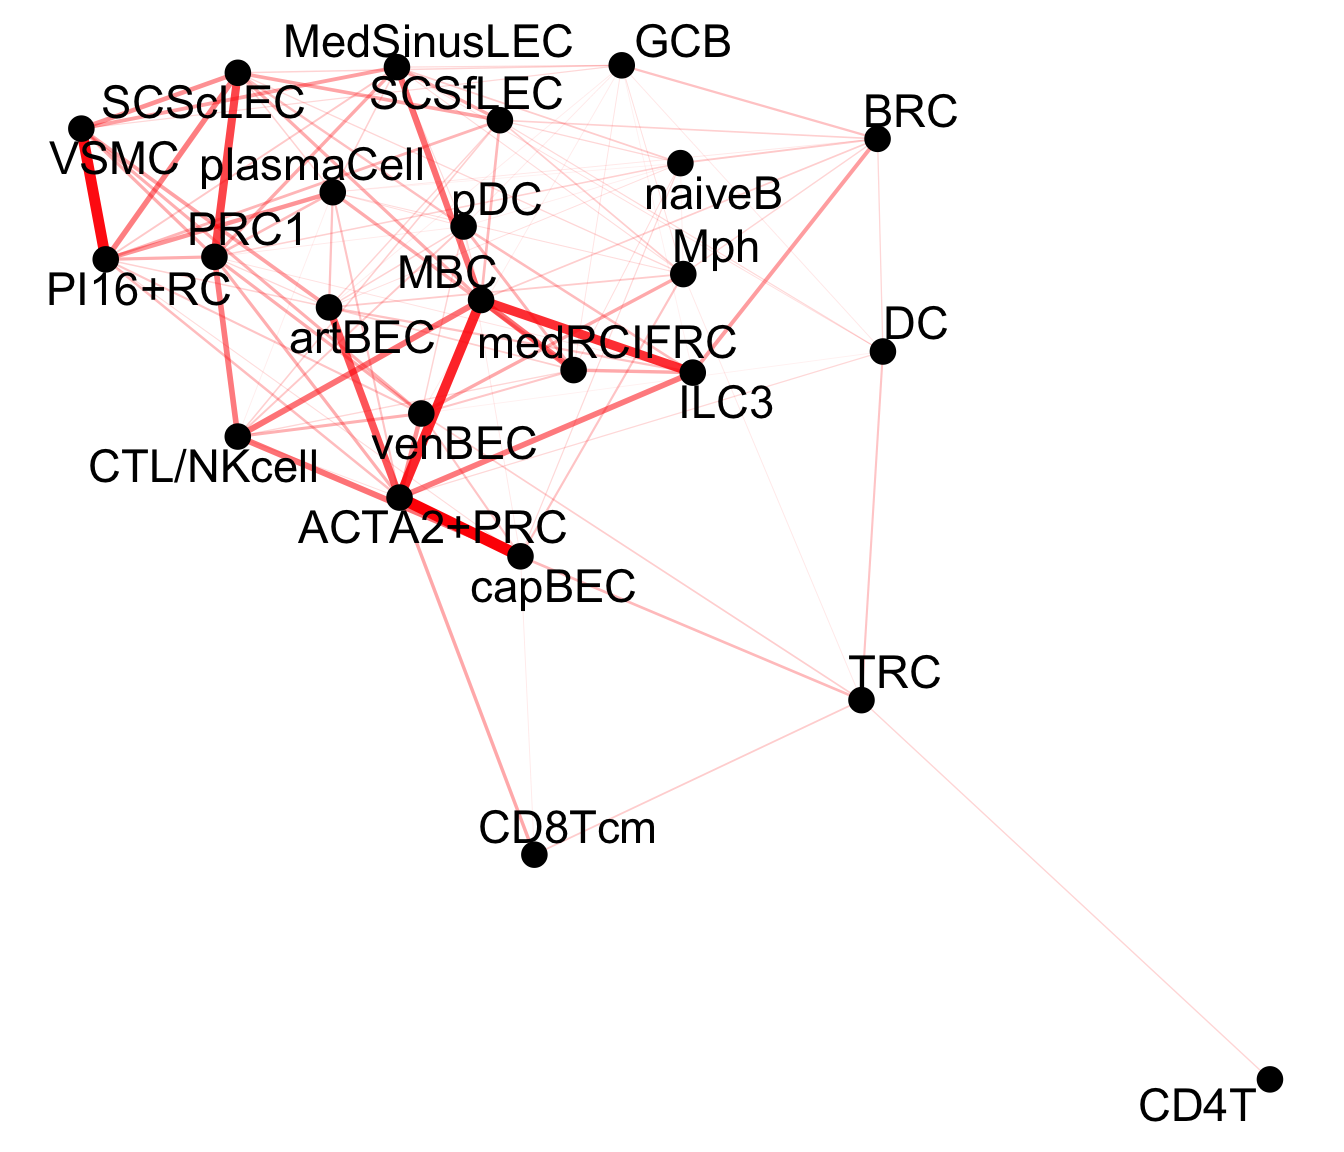 MedSinusLEC
GCB
SCSfLEC
SCScLEC
BRC
VSMC
plasmaCell
naiveB
pDC
PRC1
Mph
MBC
PI16+RC
DC
artBEC
medRCIFRC
ILC3
venBEC
CTL/NKcell
ACTA2+PRC
capBEC
TRC
CD8Tcm
CD4T